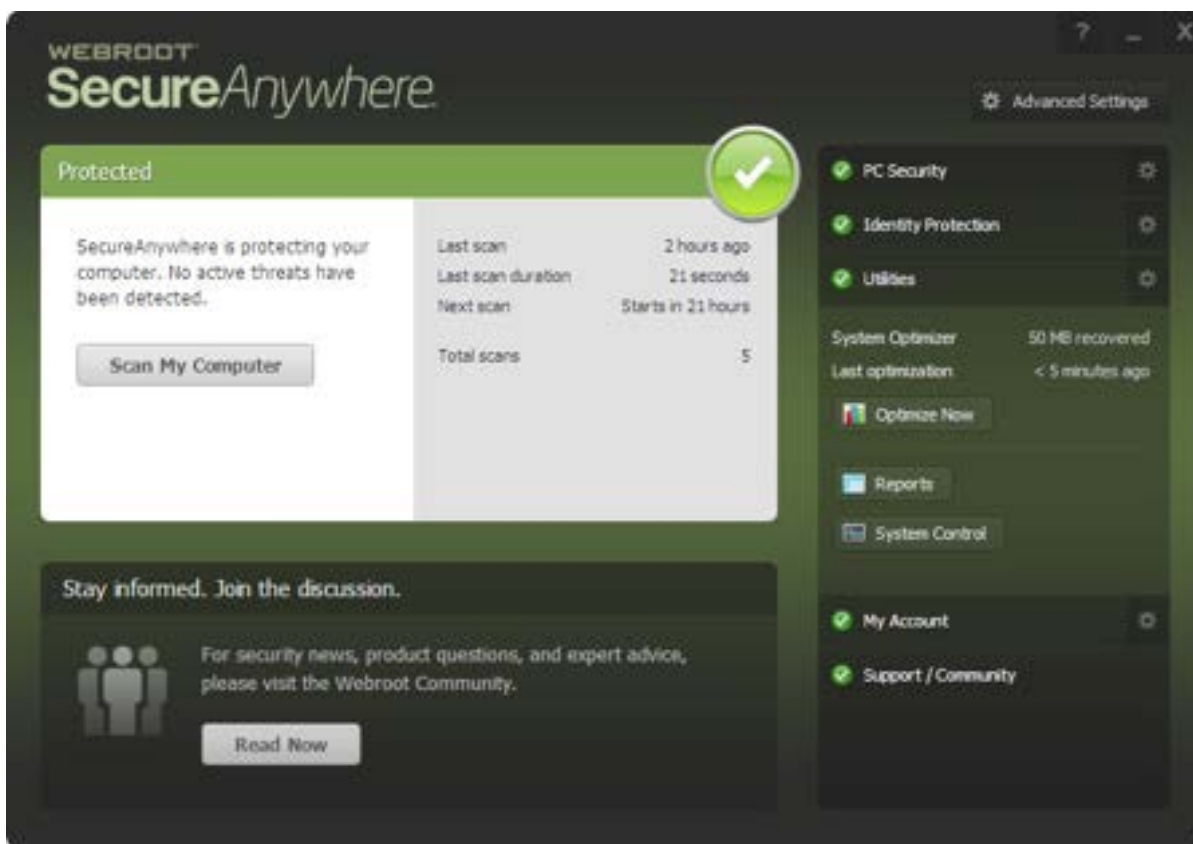 WEBROOT
SecureAnywhere.
?
X
Advanced Settings
Protected
SecureAnywhere is protecting your
computer. No active threats have
been detected.
Scan My Computer
Last scan 2 hours ago
Last scan duration 21 seconds
Next scan Starts in 21 hours
Total scans 5
PC Security
Identity Protection
Utilities
System Optimizer 50 MB recovered
Last optimization < 5 minutes ago
Optimize Now
Reports
System Control
My Account
Support / Community
Stay informed. Join the discussion.
For security news, product questions, and expert advice,
please visit the Webroot Community.
Read Now